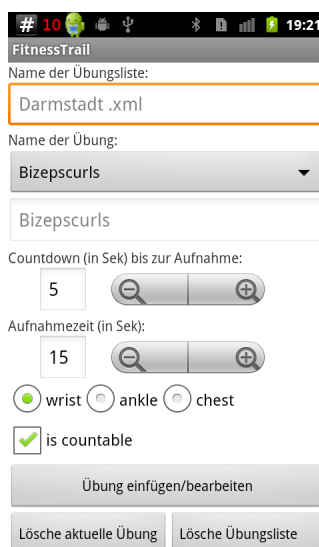 # 10 19:21
FitnessTrail
Name der Übungsliste:
Darmstadt .xml
Name der Übung:
Bizepscurls
Bizepscurls
Countdown (in Sek) bis zur Aufnahme:
5
Aufnahmezeit (in Sek):
15
wrist ankle chest
is countable
Übung einfügen/bearbeiten
Lösche aktuelle Übung Lösche Übungsliste